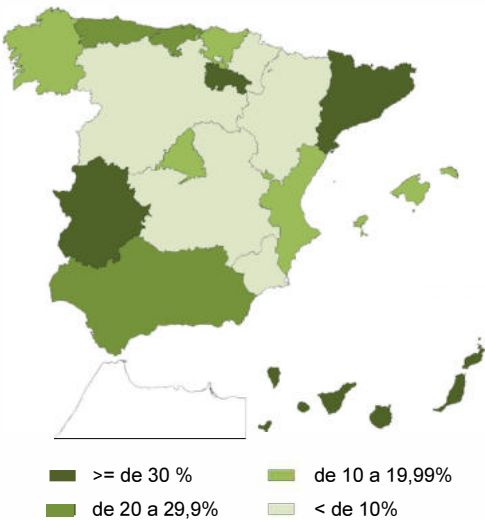 >= de 30 %
de 10 a 19,99%
de 20 a 29,9%
< de 10%